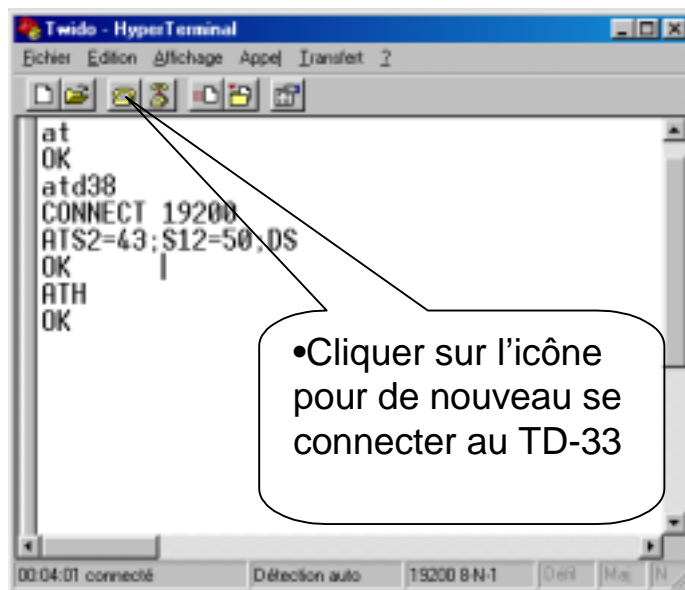 Twido - HyperTerminal
Fichier Edition Affichage Appel Transfert ?
at
OK
atd38
CONNECT 19200
ATS2=43;S12=50;DS
OK
ATH
OK
•Cliquer sur l’icône
pour de nouveau se
connecter au TD-33
00:04:01 connecté Détection auto 19200 8-N-1 Défil Maj N